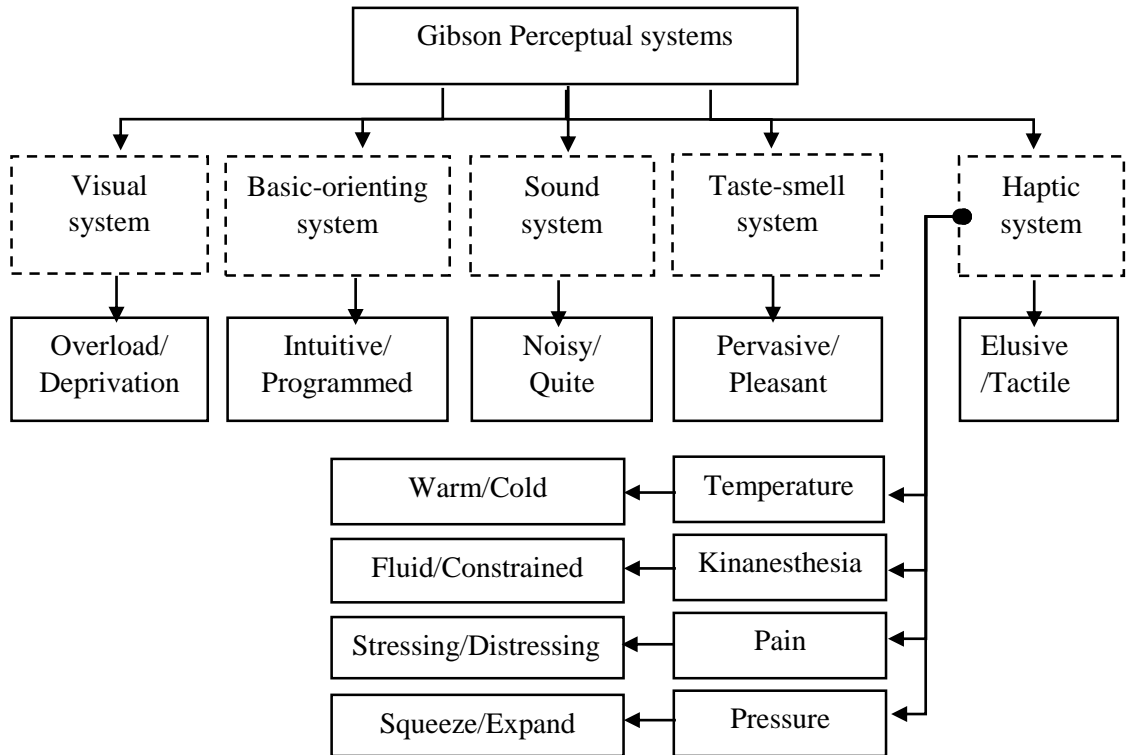 Gibson Perceptual systems
Visual
system
Basic-orienting
system
Sound
system
Taste-smell
system
Haptic
system
Overload/
Deprivation
Intuitive/
Programmed
Noisy/
Quite
Pervasive/
Pleasant
Elusive
/Tactile
Warm/Cold
Temperature
Fluid/Constrained
Kinanesthesia
Stressing/Distressing
Pain
Squeeze/Expand
Pressure